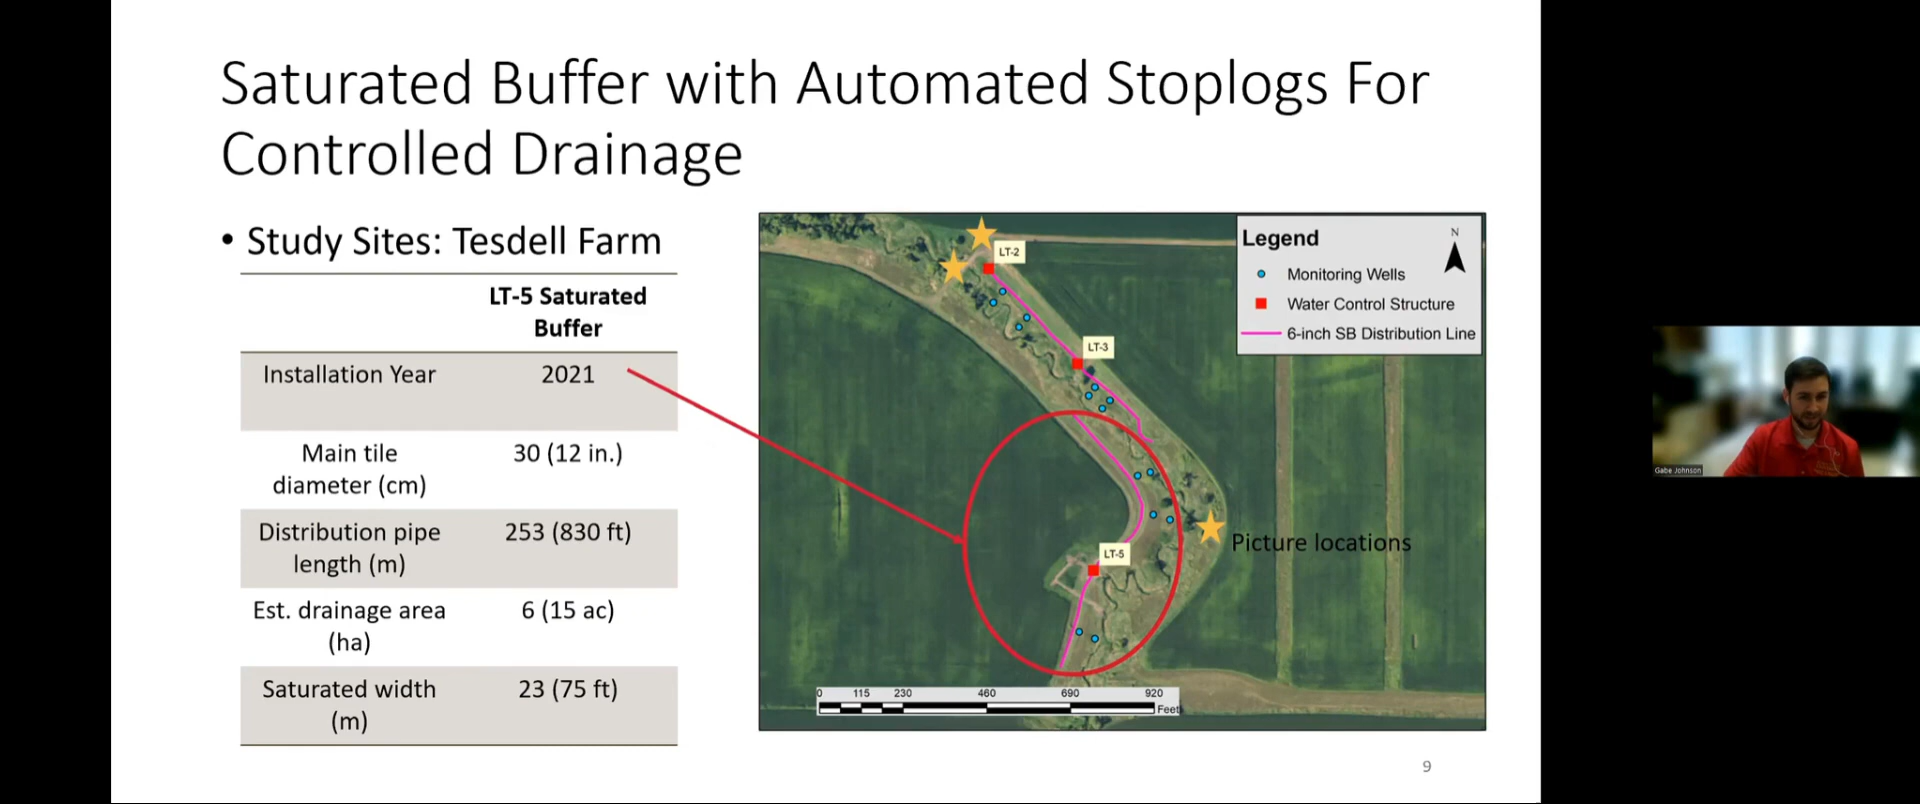 Saturated Buffer with Automated Stoplogs For
Controlled Drainage
• Study Sites: Tesdell Farm
LT-5 Saturated
Buffer
Installation Year 2021
Main tile
diameter (cm)
30 (12 in.)
Distribution pipe
length (m)
253 (830 ft)
Est. drainage area
(ha)
6 (15 ac)
Saturated width
(m)
23 (75 ft)
LT-2
LT-3
LT-5
Legend
N
Monitoring Wells
Water Control Structure
6-inch SB Distribution Line
Picture locations
0 115 230 460 690 920
Feet
9
Gabe Johnson